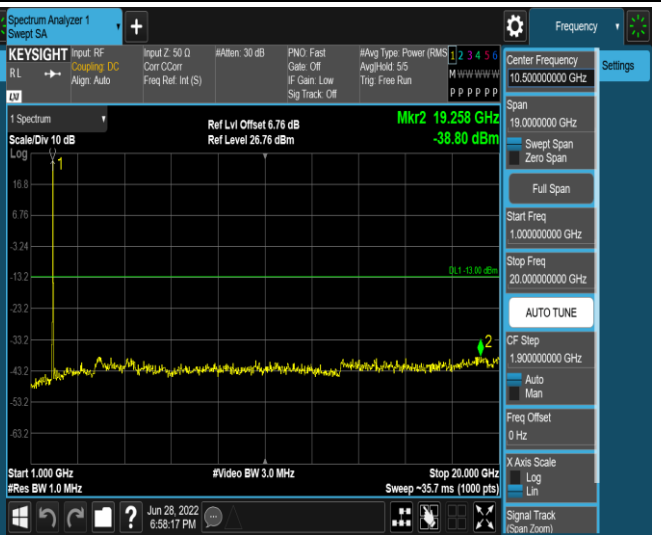 Spectrum Analyzer 1
Swept SA
+
Frequency
KEYSIGHT
RL
LXI
Input: RF
Coupling: DC
Align: Auto
Input Z: 50 Ω
Corr CCorr
Freq Ref: Int (S)
#Atten: 30 dB
PNO: Fast
Gate: Off
IF Gain: Low
Sig Track: Off
#Avg Type: Power (RMS
Avg|Hold: 5/5
Trig: Free Run
1 2 3 4 5 6
M W W W W W
P P P P P P
1 Spectrum
Scale/Div 10 dB
Log
Ref Lvl Offset 6.76 dB
Ref Level 26.76 dBm
Mkr2 19.258 GHz
-38.80 dBm
1
16.8
6.76
-3.24
-13.2
DL1 -13.00 dBm
-23.2
-33.2
2
-43.2
-53.2
-63.2
Start 1.000 GHz
#Res BW 1.0 MHz
#Video BW 3.0 MHz
Stop 20.000 GHz
Sweep ~35.7 ms (1000 pts)
?
Jun 28, 2022
6:58:17 PM
Center Frequency
10.500000000 GHz
Settings
Span
19.0000000 GHz
Swept Span
Zero Span
Full Span
Start Freq
1.000000000 GHz
Stop Freq
20.000000000 GHz
AUTO TUNE
CF Step
1.900000000 GHz
Auto
Man
Freq Offset
0 Hz
X Axis Scale
Log
Lin
Signal Track
(Span Zoom)